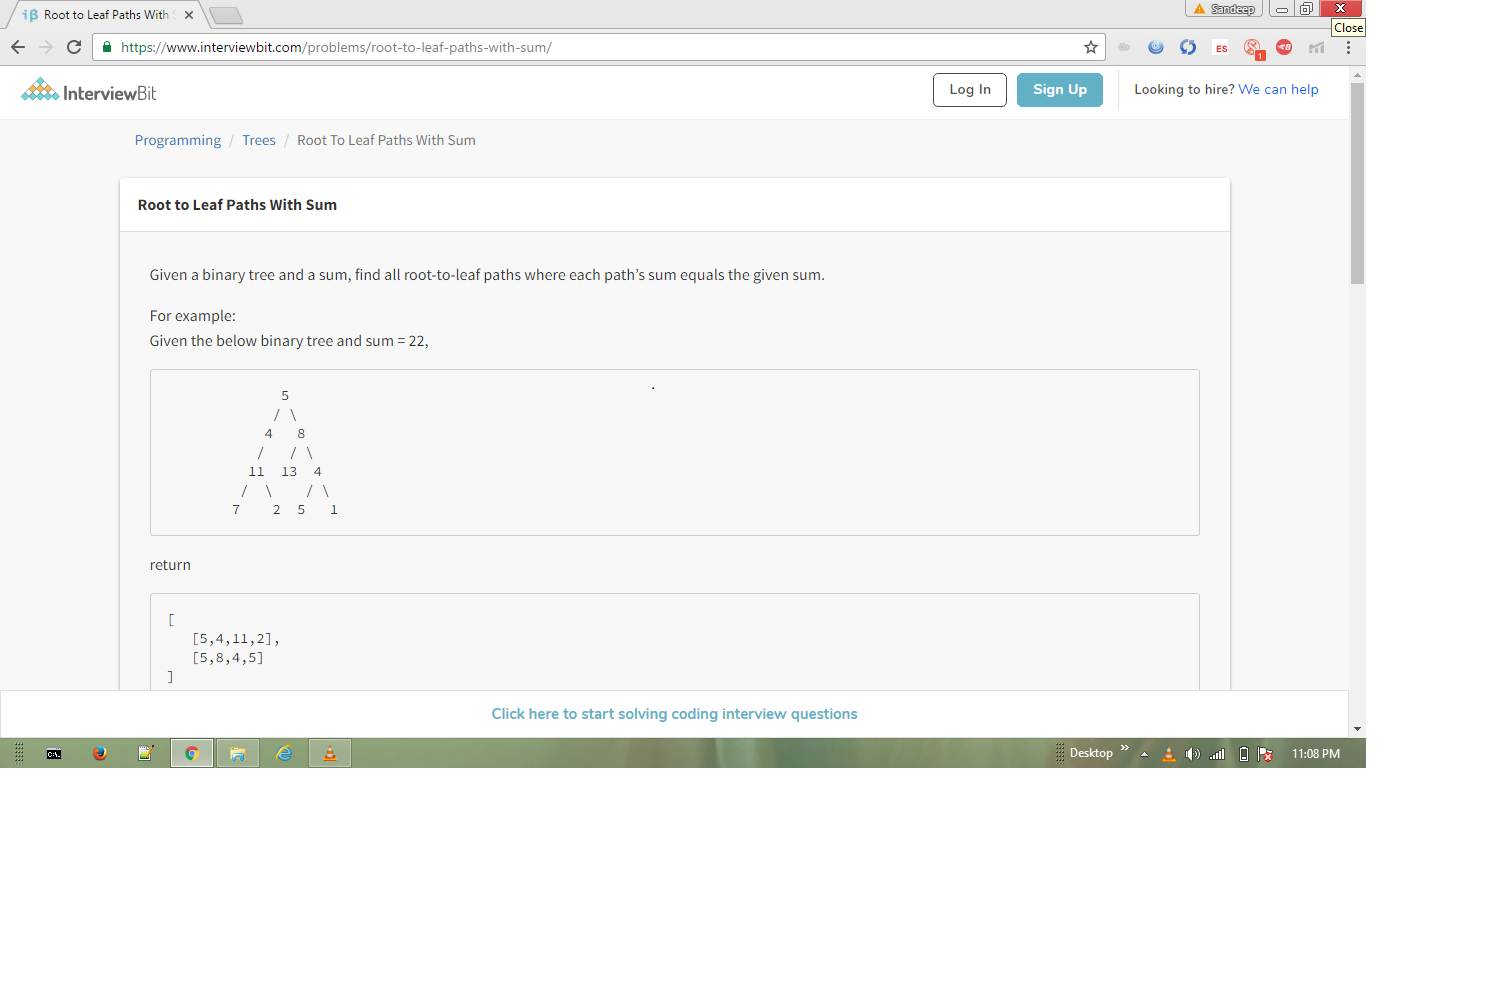 iβ Root to Leaf Paths With S
Sandeep
Close
https://www.interviewbit.com/problems/root-to-leaf-paths-with-sum/
ES
1
InterviewBit
Log In Sign Up Looking to hire? We can help
Programming / Trees / Root To Leaf Paths With Sum
Root to Leaf Paths With Sum
Given a binary tree and a sum, find all root-to-leaf paths where each path’s sum equals the given sum.
For example:
Given the below binary tree and sum = 22,
5
/ \
4 8
/ / \
11 13 4
/ \ / \
7 2 5 1
return
[
[5,4,11,2],
[5,8,4,5]
]
Click here to start solving coding interview questions
Desktop »
11:08 PM